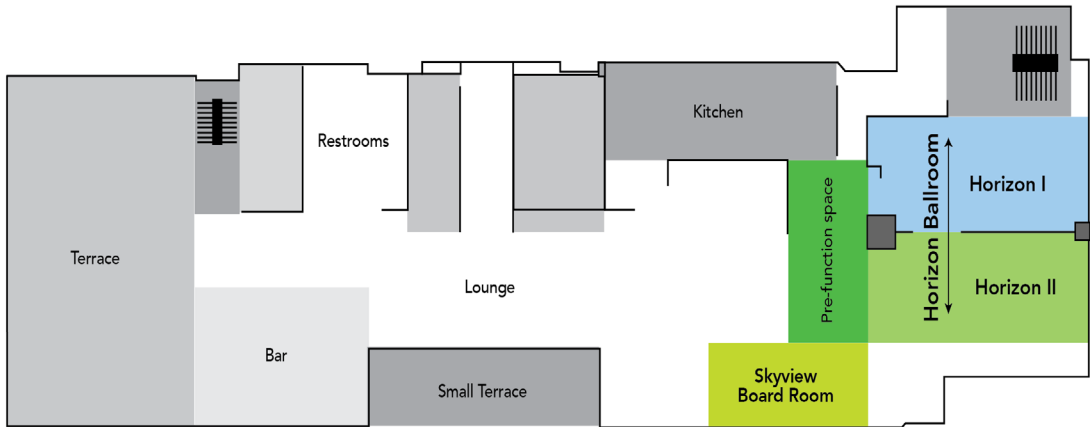 Kitchen
Restrooms
Horizon I
Horizon Ballroom
Pre-function space
Terrace
Lounge
Horizon II
Bar
Small Terrace
Skyview
Board Room